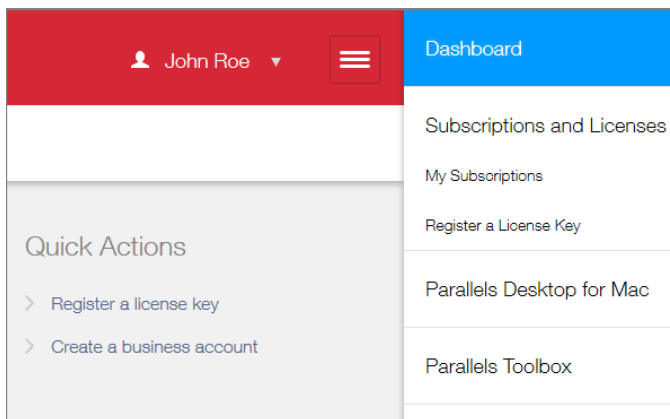 John Roe
Dashboard
Subscriptions and Licenses
My Subscriptions
Register a License Key
Quick Actions
Register a license key
Create a business account
Parallels Desktop for Mac
Parallels Toolbox